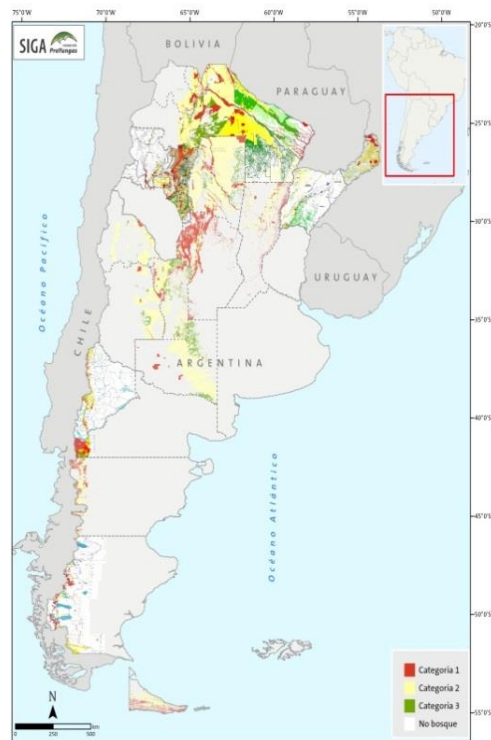 75°0'W
70°0'W
65°0'W
60°0'W
55°0'W
50°0'W
SIGA
ProYungas
BOLIVIA
PARAGUAY
URUGUAY
CHILE
ARGENTINA
Océano Pacífico
Océano Atlántico
20°0'S
25°0'S
30°0'S
35°0'S
40°0'S
45°0'S
50°0'S
55°0'S
Categoría 1
Categoría 2
Categoría 3
No bosque
N
0 250 500
km